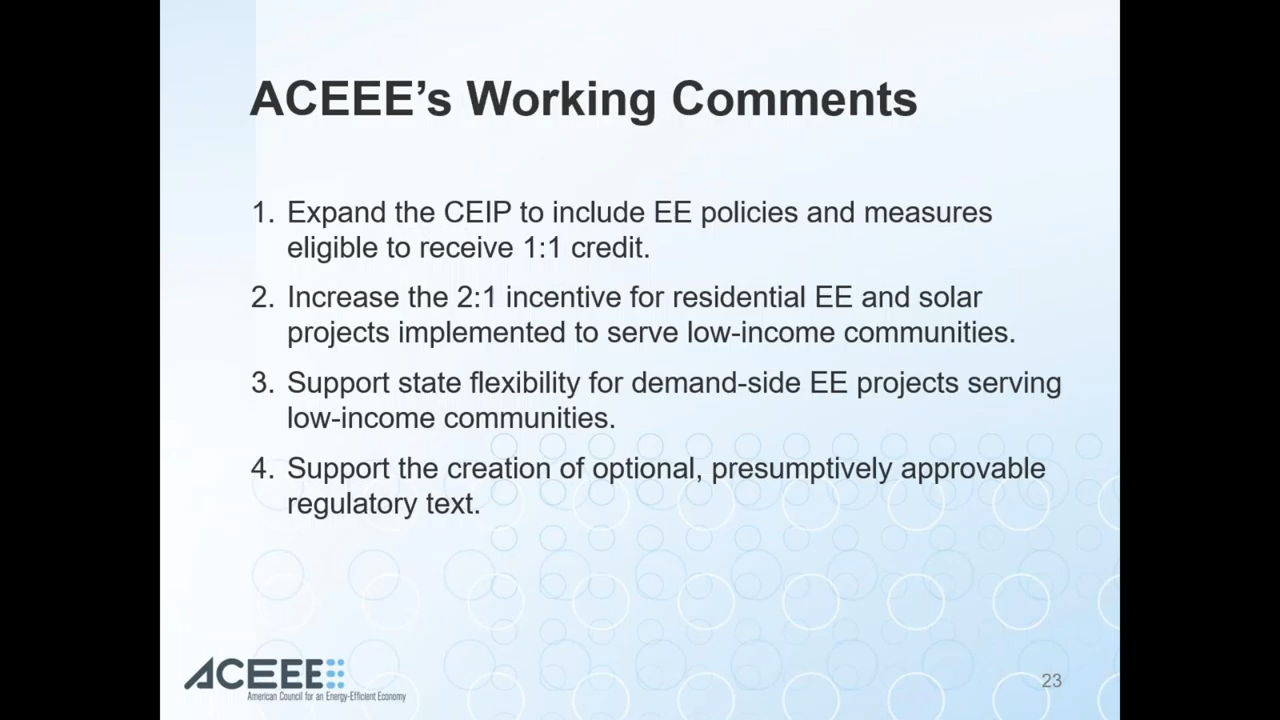 ACEEE’s Working Comments
1. Expand the CEIP to include EE policies and measures
eligible to receive 1:1 credit.
2. Increase the 2:1 incentive for residential EE and solar
projects implemented to serve low-income communities.
3. Support state flexibility for demand-side EE projects serving
low-income communities.
4. Support the creation of optional, presumptively approvable
regulatory text.
ACEEE
American Council for an Energy-Efficient Economy
23